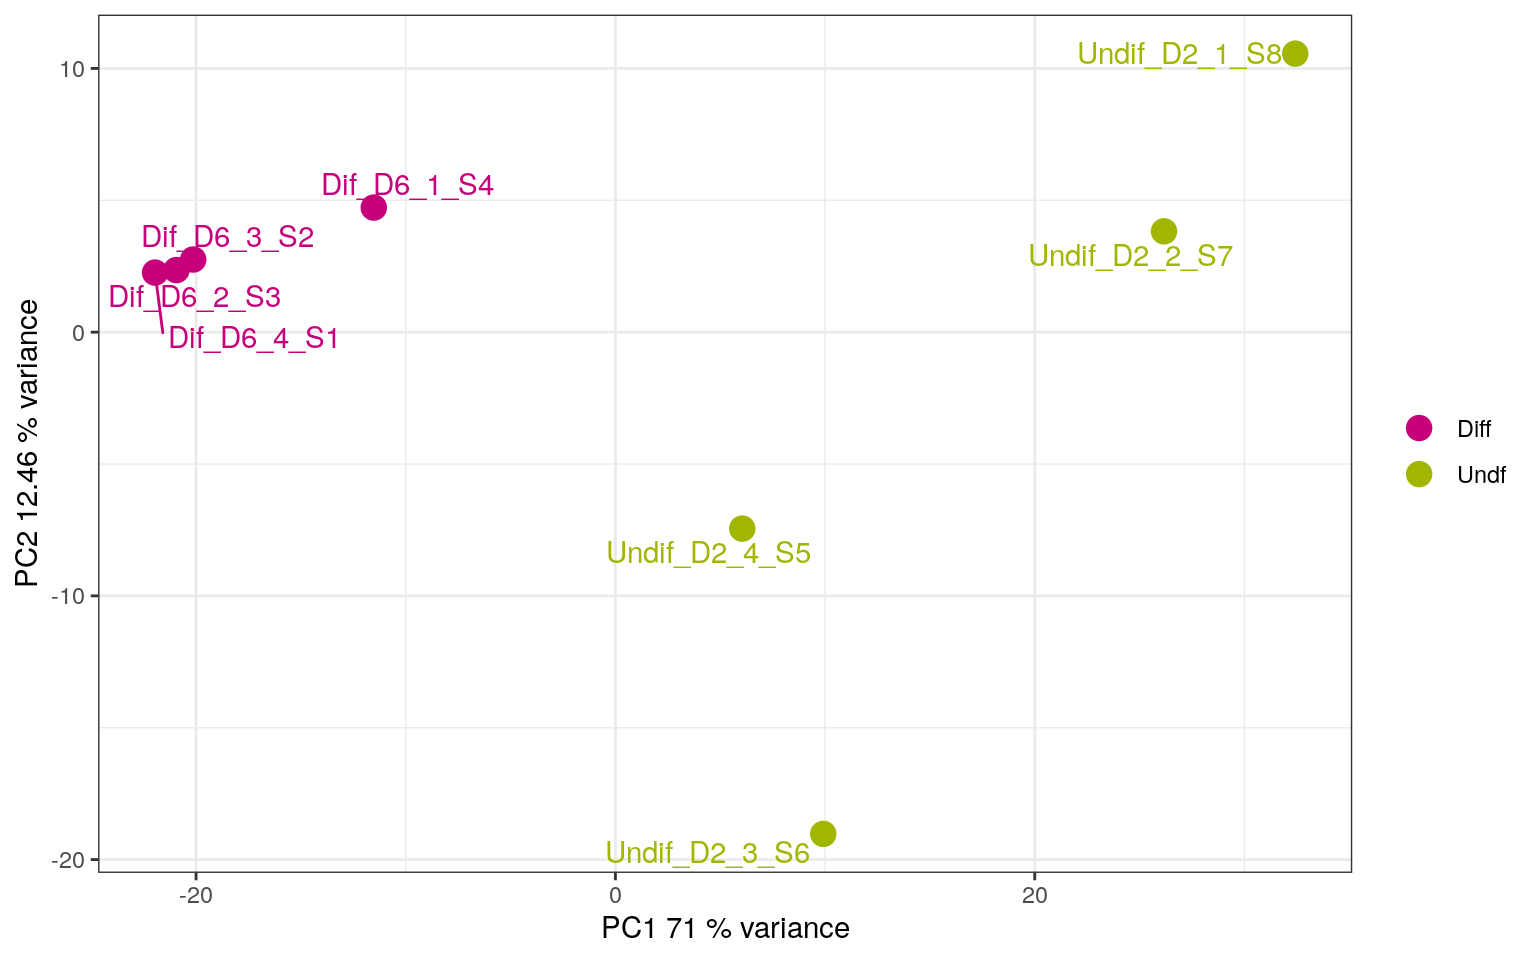 Undif_D2_1_S8
10
Dif_D6_1_S4
Dif_D6_3_S2
Undif_D2_2_S7
Dif_D6_2_S3
0
Dif_D6_4_S1
PC2 12.46 % variance
Diff
Undf
Undif_D2_4_S5
-10
Undif_D2_3_S6
-20
-20
0
20
PC1 71 % variance